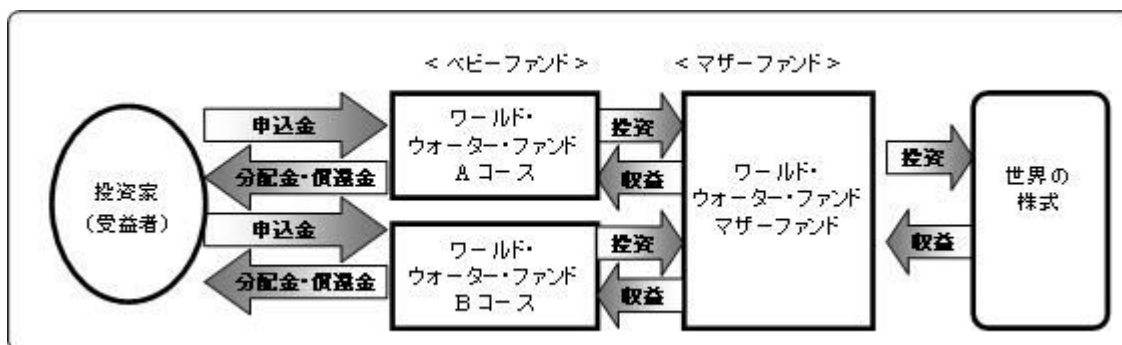 ＜ベビーファンド＞
＜マザーファンド＞
投資家
（受益者）
申込金
分配金・償還金
申込金
分配金・償還金
ワールド・
ウォーター・ファンド
Aコース
ワールド・
ウォーター・ファンド
Bコース
投資
収益
投資
収益
ワールド・
ウォーター・ファンド
マザーファンド
投資
収益
世界の
株式